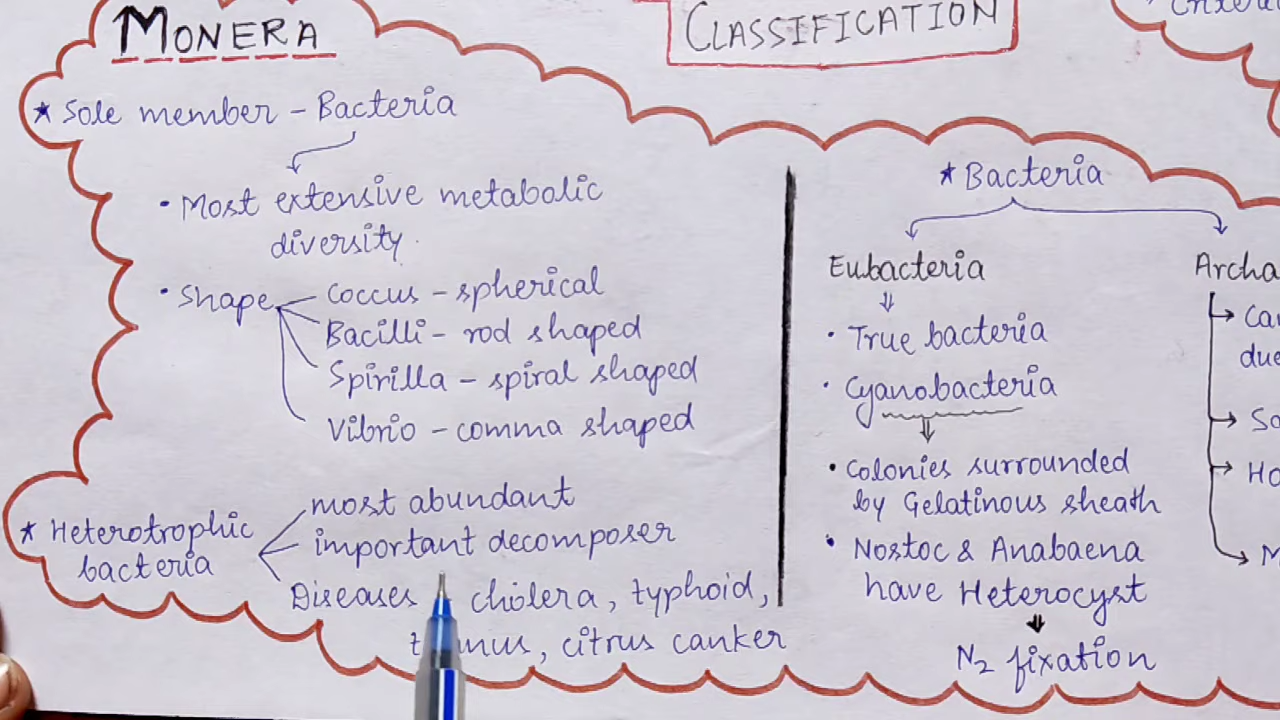 MONERA
CLASSIFICATION
★ Sole member - Bacteria
• Most extensive metabolic
diversity.
• Shape
Coccus - spherical
Bacilli - rod shaped
Spirilla - spiral shaped
Vibrio - comma shaped
★ Heterotrophic
bacteria
most abundant
important decomposer
Diseases
cholera, typhoid,
citrus canker
★ Bacteria
Eubacteria
⇓
• True bacteria
• Cyanobacteria
⇓
• Colonies surrounded
by Gelatinous sheath
• Nostoc & Anabaena
have Heterocyst
N₂ fixation